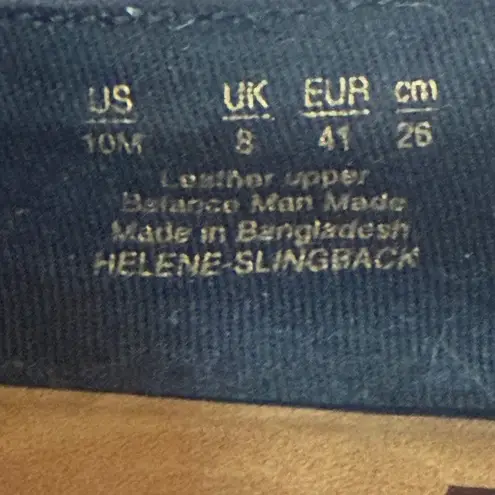 US UK EUR cm
10M 8 41 26
Leather upper
Balance Man Made
Made in Bangladesh
HELENE-SLINGBACK